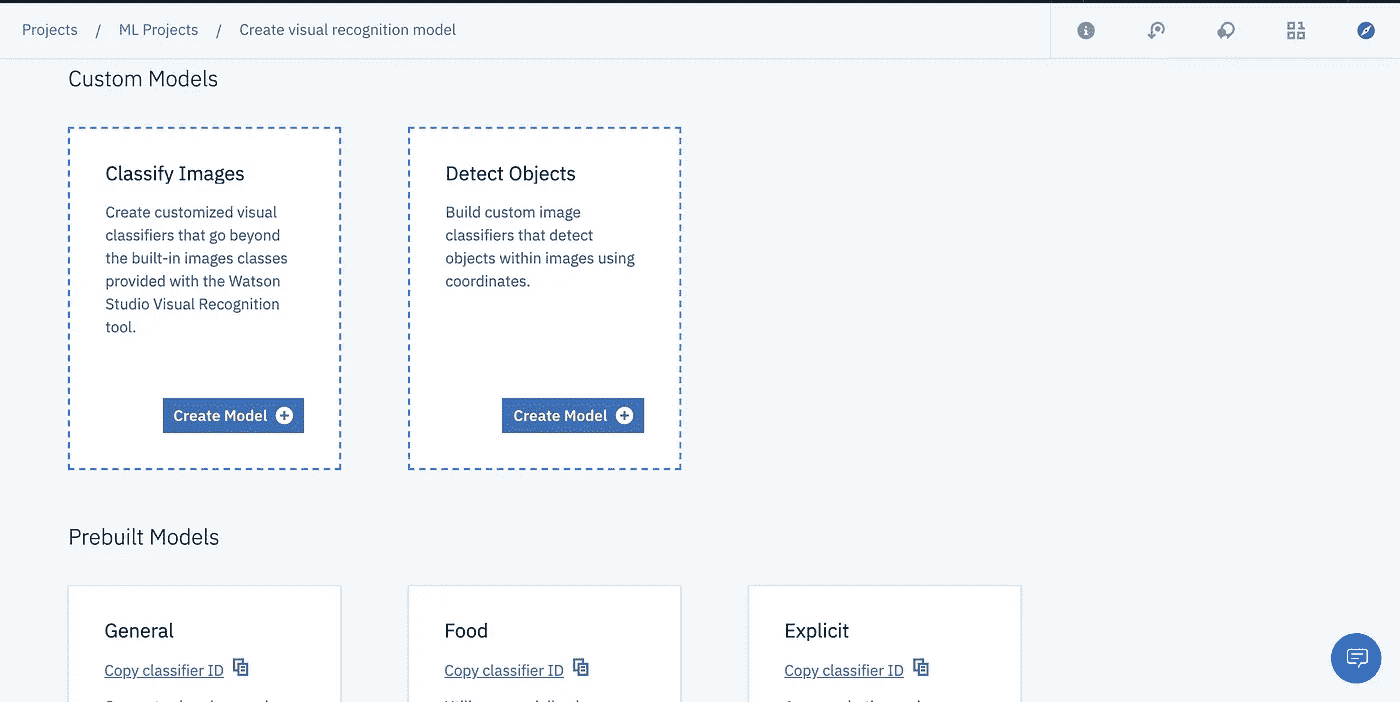 Projects / ML Projects / Create visual recognition model
Custom Models
Classify Images
Create customized visual
classifiers that go beyond
the built-in images classes
provided with the Watson
Studio Visual Recognition
tool.
Create Model
Detect Objects
Build custom image
classifiers that detect
objects within images using
coordinates.
Create Model
Prebuilt Models
General
Copy classifier ID
Food
Copy classifier ID
Explicit
Copy classifier ID